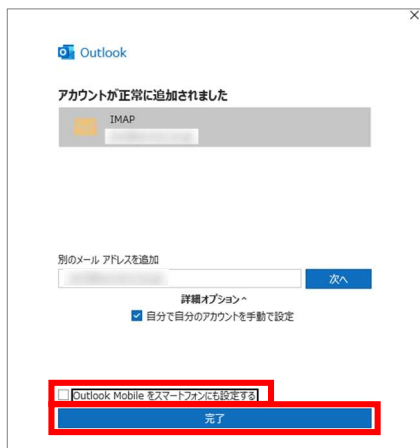 Outlook
アカウントが正常に追加されました
IMAP
別のメール アドレスを追加
次へ
詳細オプション
自分で自分のアカウントを手動で設定
Outlook Mobile をスマートフォンにも設定する
完了